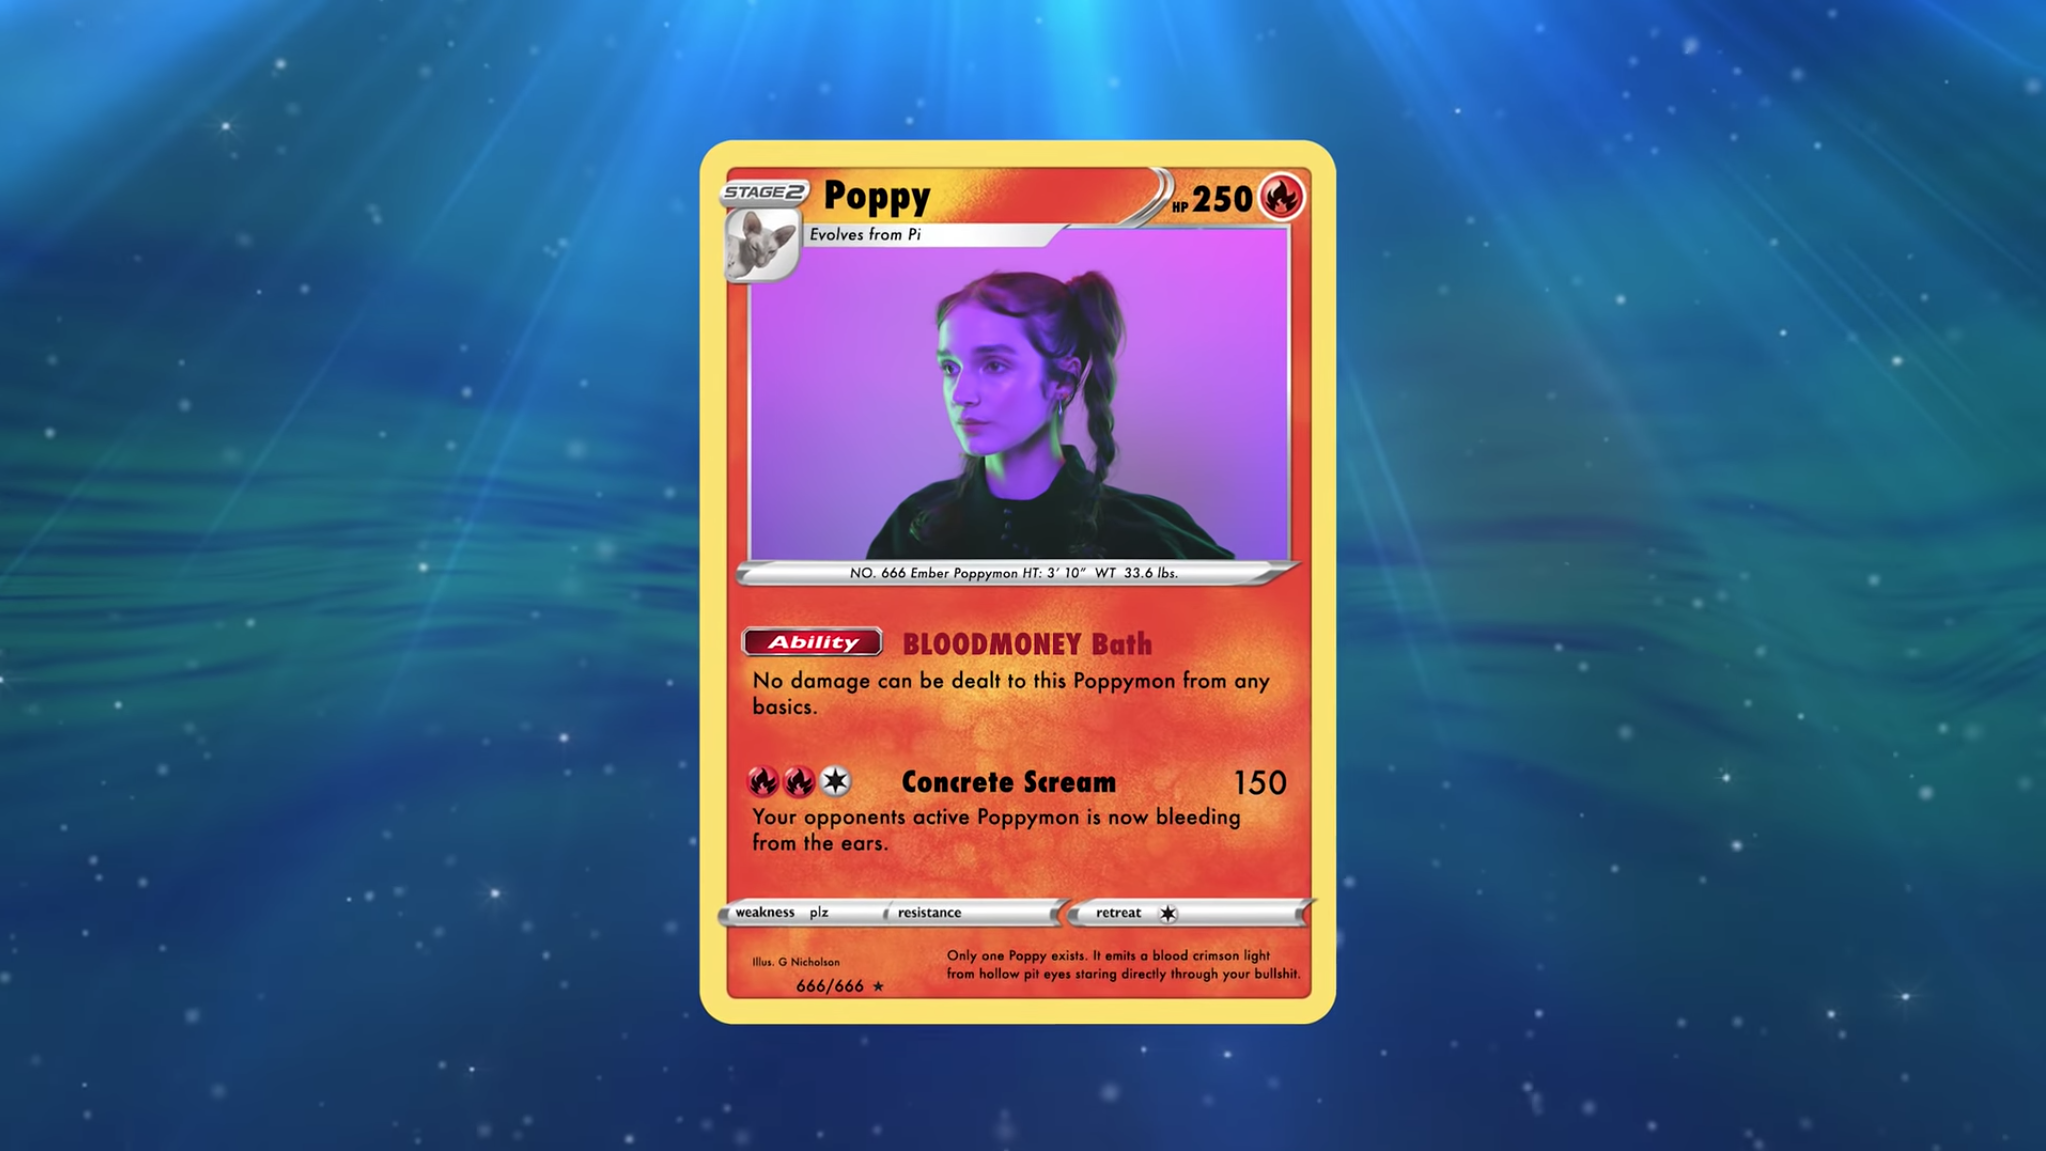 STAGE2
Poppy
HP 250
Evolves from Pi
NO. 666 Ember Poppymon HT: 3' 10" WT 33.6 lbs.
Ability BLOODMONEY Bath
No damage can be dealt to this Poppymon from any
basics.
Concrete Scream 150
Your opponents active Poppymon is now bleeding
from the ears.
weakness plz resistance retreat
Illus. G Nicholson
666/666
Only one Poppy exists. It emits a blood crimson light
from hollow pit eyes staring directly through your bullshit.